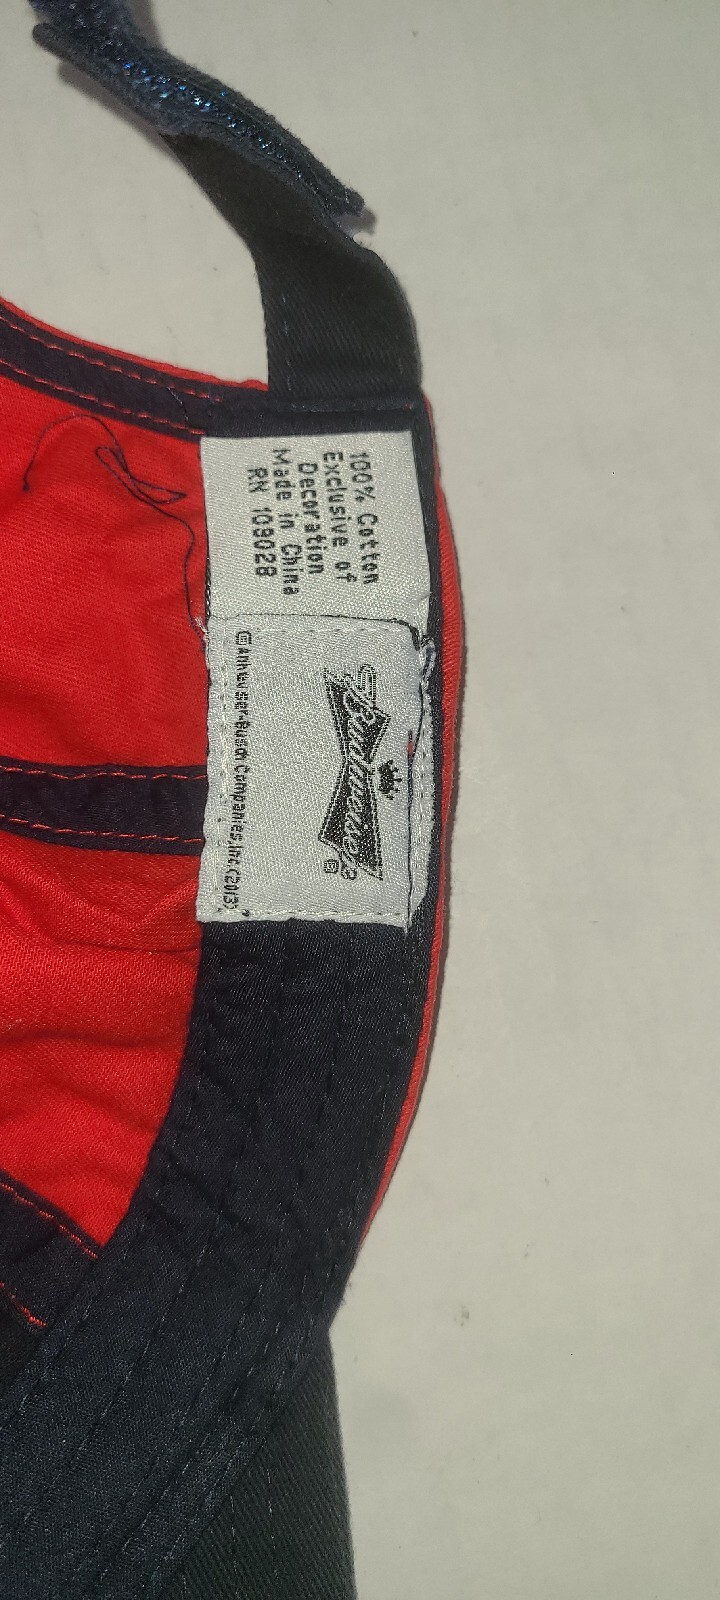 100% Cotton
Exclusive of
Decoration
Made in China
RN 109028
Budweiser®
©Anheuser-Busch Companies, Inc.(2013)